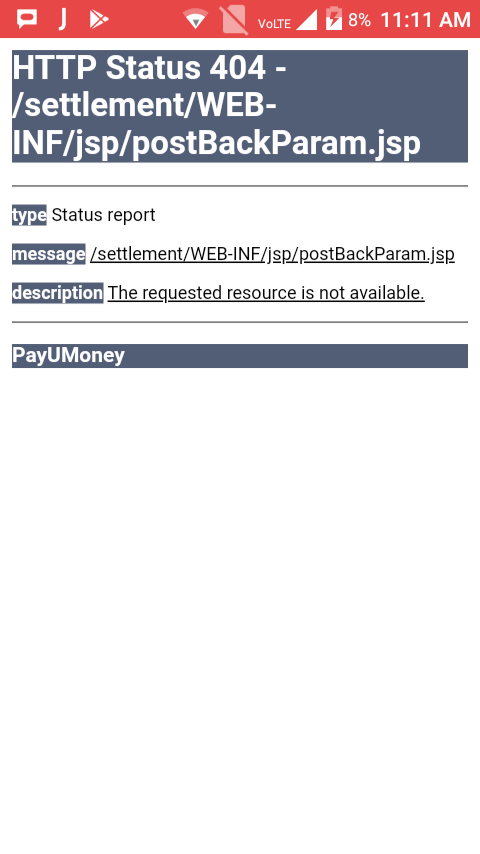 VoLTE 8% 11:11 AM
HTTP Status 404 -
/settlement/WEB-
INF/jsp/postBackParam.jsp
type Status report
message /settlement/WEB-INF/jsp/postBackParam.jsp
description The requested resource is not available.
PayUMoney